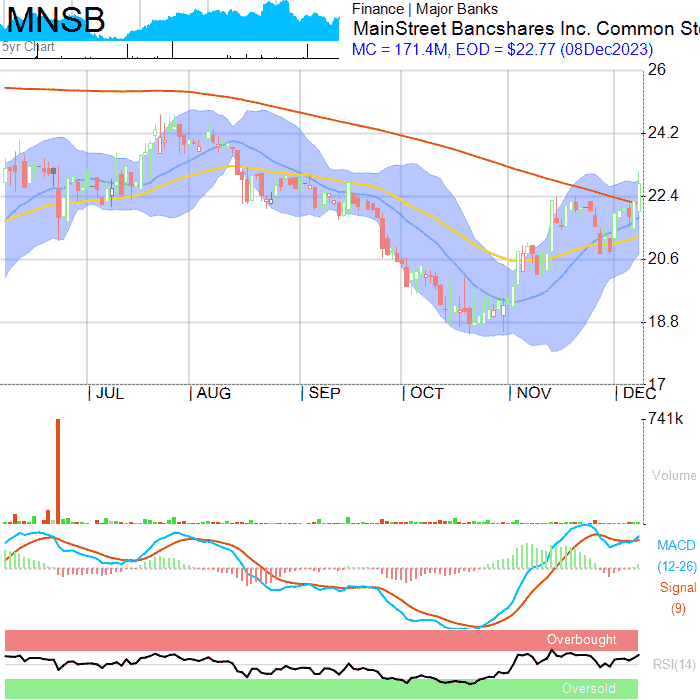 MNSB
5yr Chart
Finance | Major Banks
MainStreet Bancshares Inc. Common Sto
MC = 171.4M, EOD = $22.77 (08Dec2023)
26
24.2
22.4
20.6
18.8
17
JUL AUG SEP OCT NOV DEC
741k
Volume
MACD
(12-26)
Signal
(9)
Overbought
RSI(14)
Oversold